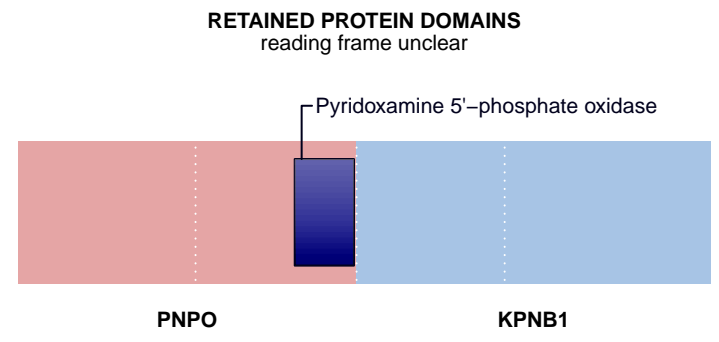 RETAINED PROTEIN DOMAINS
reading frame unclear
Pyridoxamine 5'−phosphate oxidase
PNPO
KPNB1